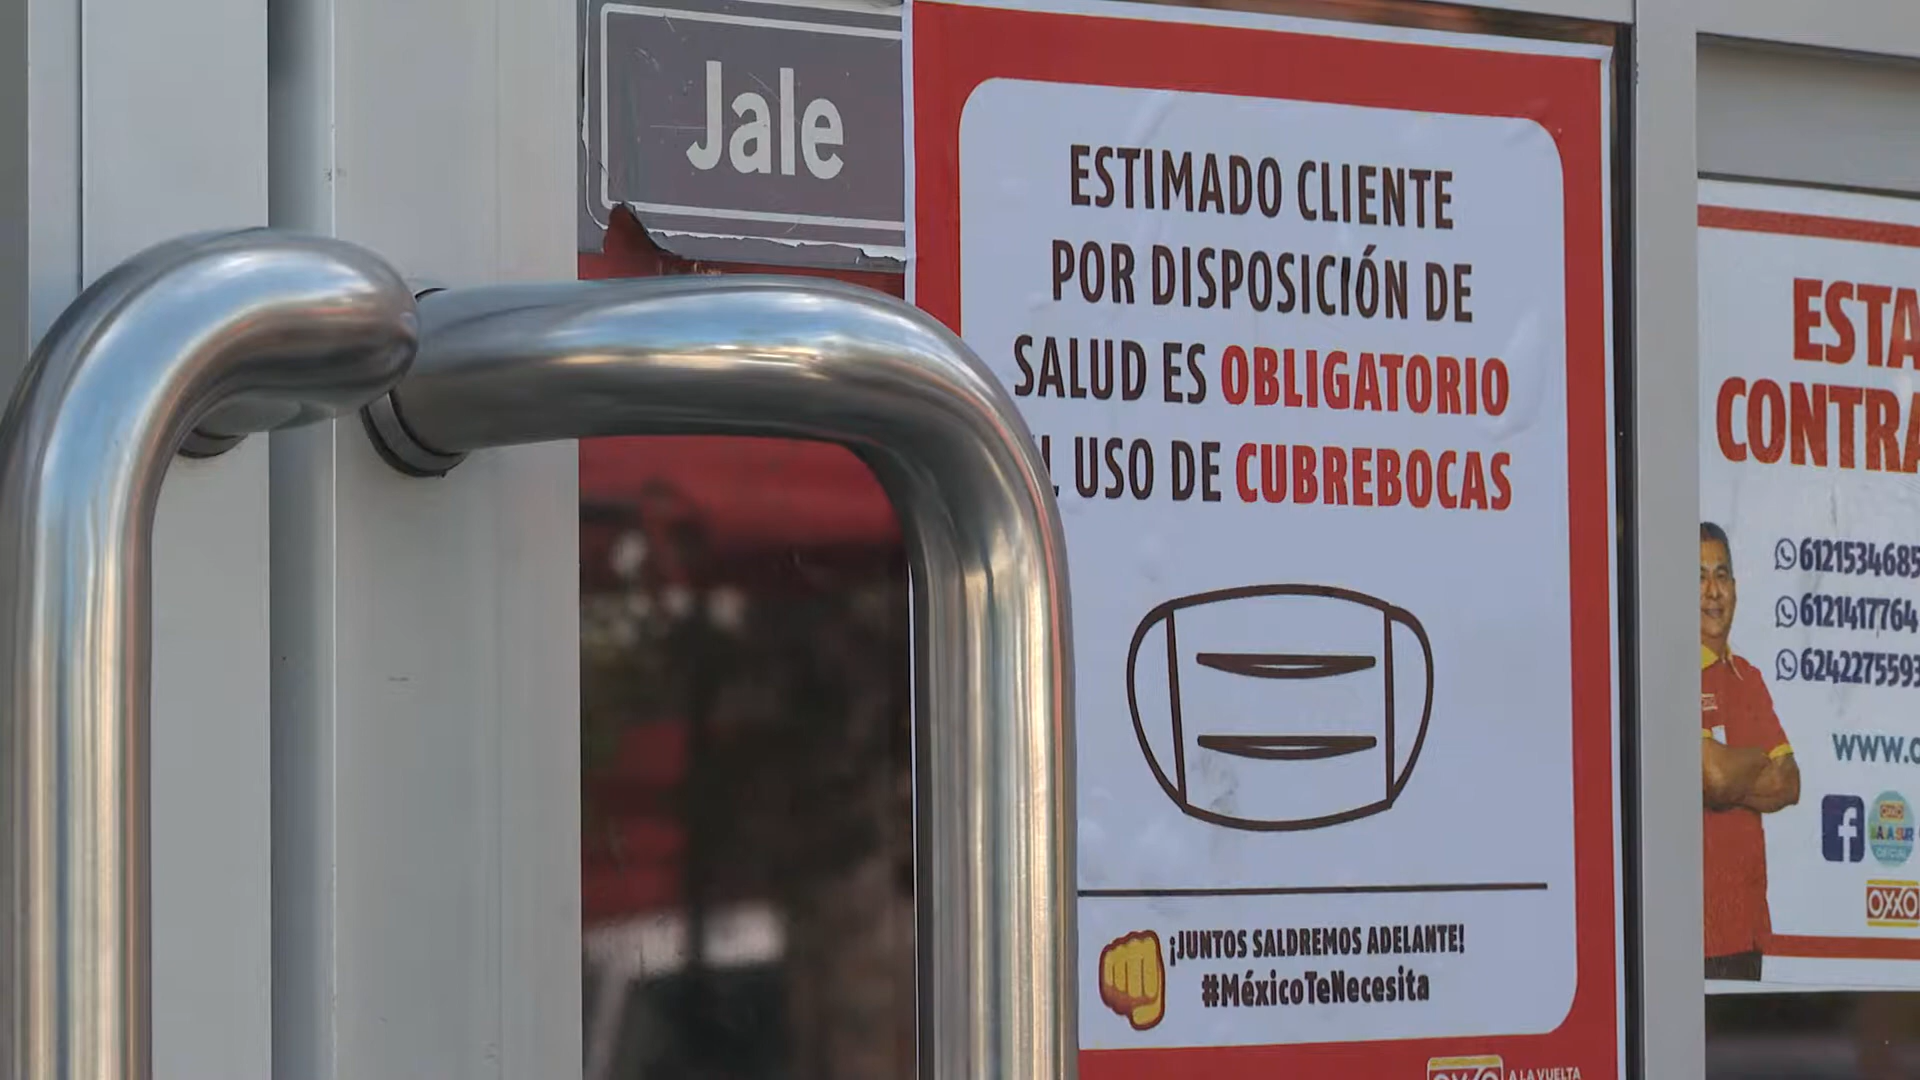 Jale
ESTIMADO CLIENTE
POR DISPOSICIÓN DE
SALUD ES OBLIGATORIO
USO DE CUBREBOCAS
¡JUNTOS SALDREMOS ADELANTE!
#MéxicoTeNecesita
OXXO A LA VUELTA
ESTA
CONTRA
6121534685
6121417764
6242275593
www.
OXXO